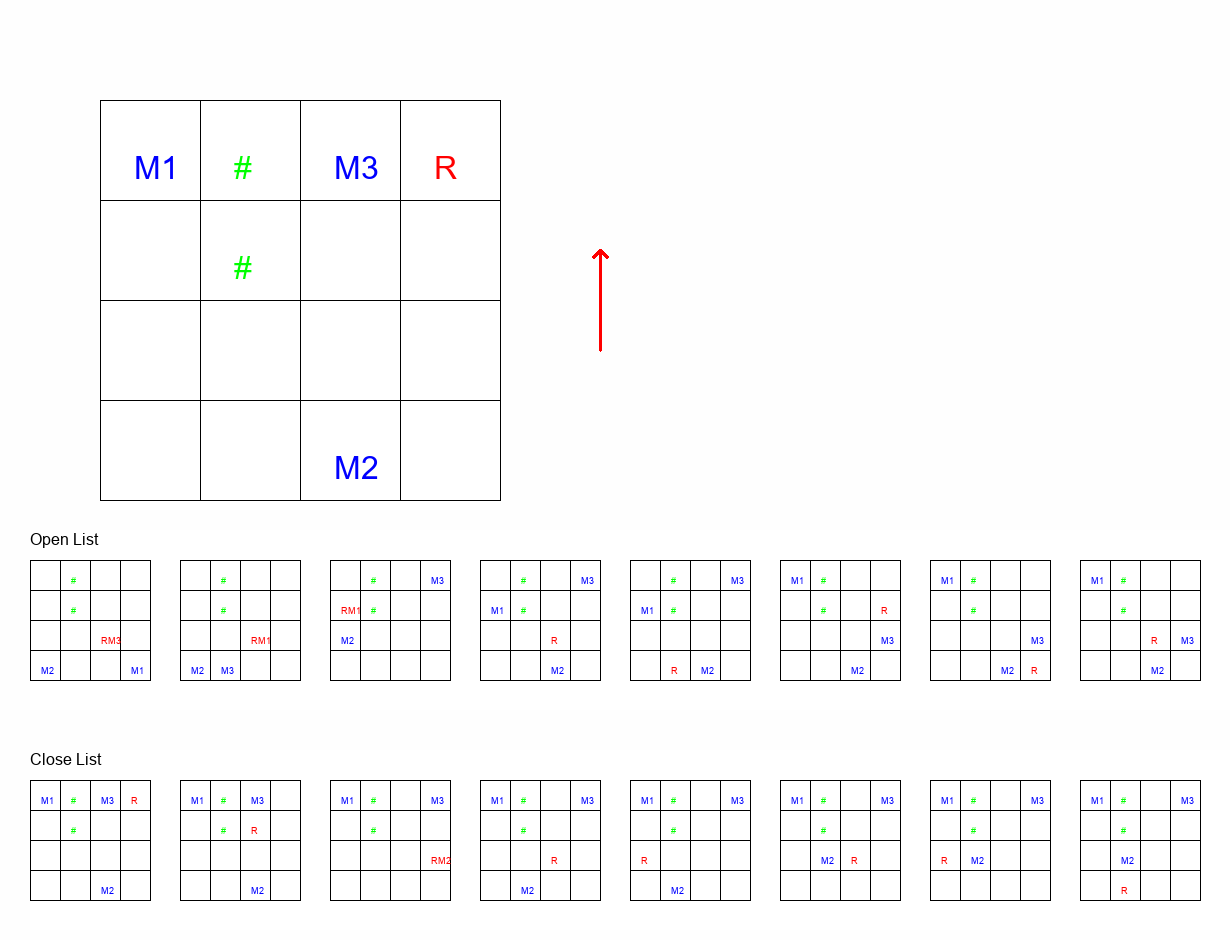 M1 # M3 R
#
M2
Open List
# # # M3 # M3 # M3 M1 # M1 # M1 #
# # RM1 # M1 # M1 # # R # #
RM3 RM1 M2 R M3 M3 R M3
M2 M1 M2 M3 M2 R M2 M2 M2 R M2
Close List
M1 # M3 R M1 # M3 M1 # M3 M1 # M3 M1 # M3 M1 # M3 M1 # M3 M1 # M3
# # R # # # # # #
RM2 R R M2 R R M2 M2
M2 M2 M2 M2 R